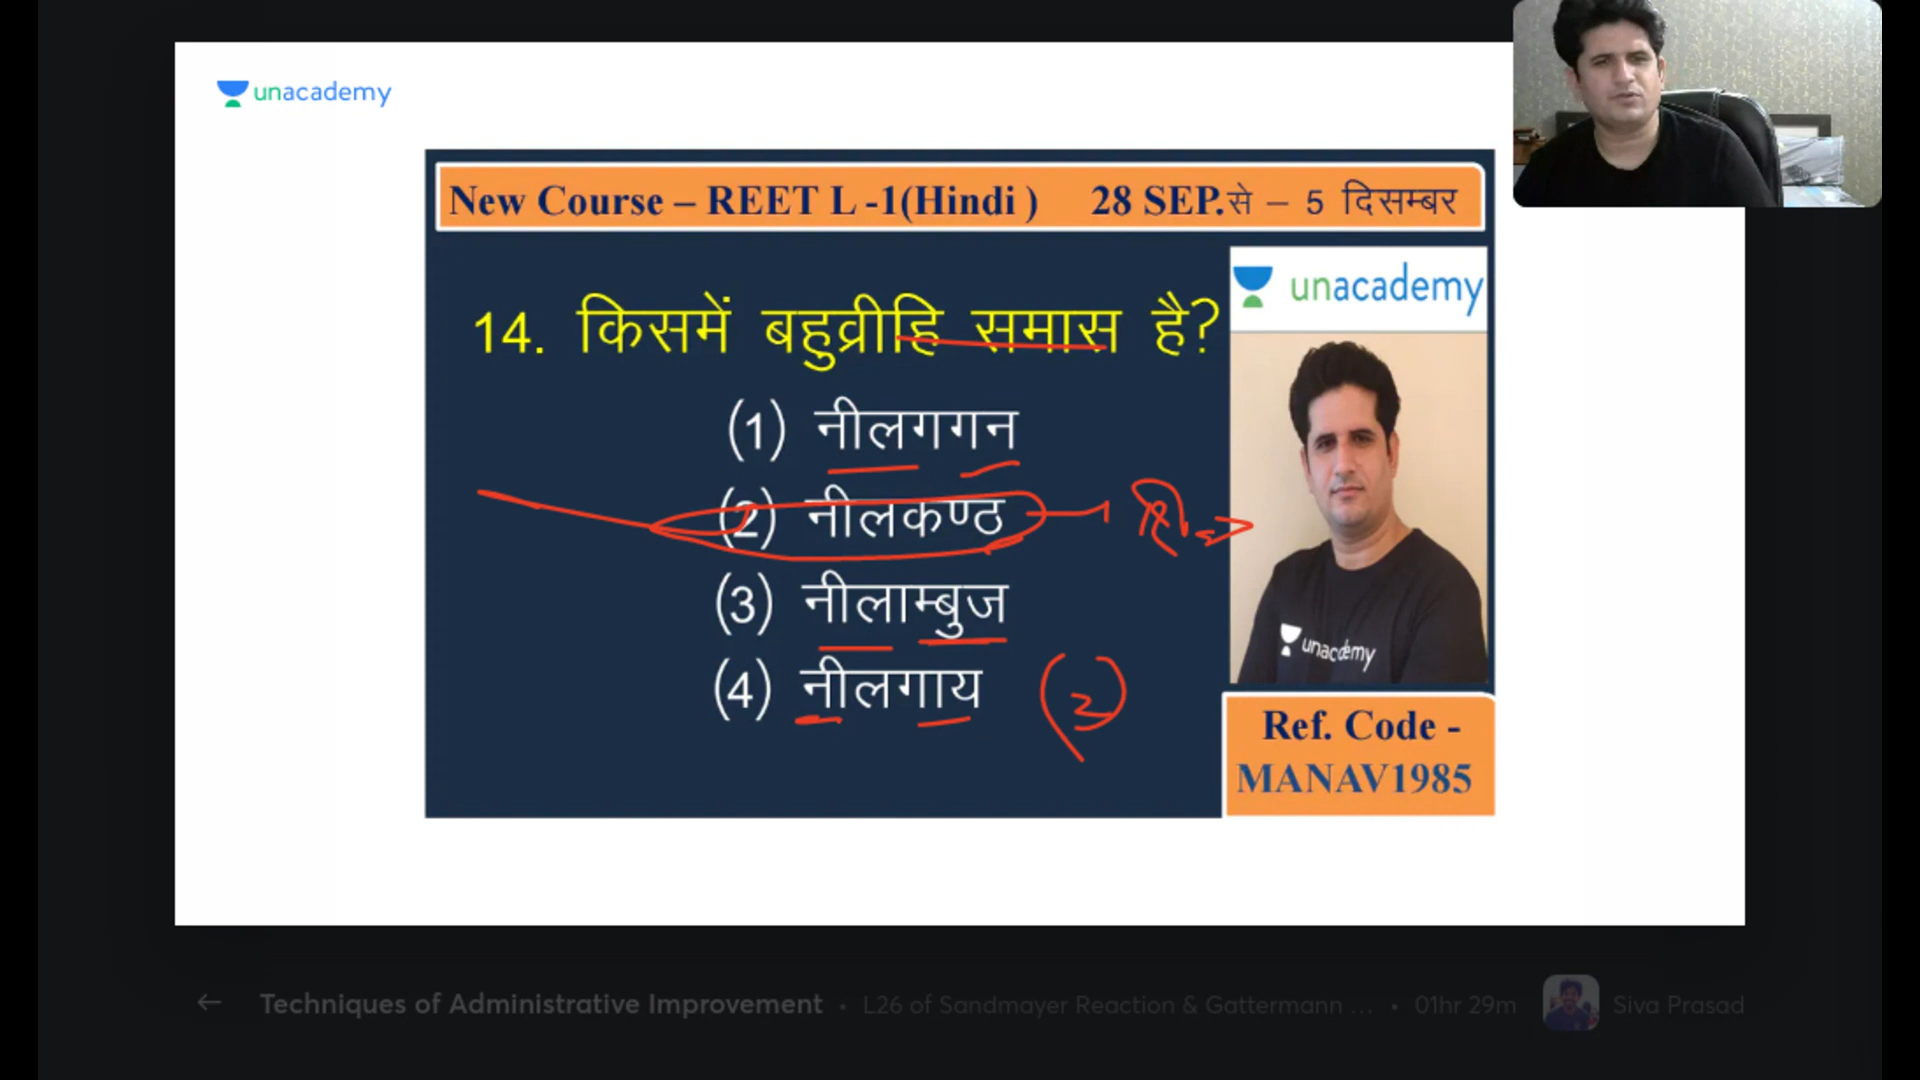 unacademy
New Course – REET L -1(Hindi ) 28 SEP.से – 5 दिसम्बर
unacademy
14. किसमें बहुव्रीहि समास है?
(1) नीलगगन
(2) नीलकण्ठ
(3) नीलाम्बुज
(4) नीलगाय
(2)
unacademy
Ref. Code -
MANAV1985
Techniques of Administrative Improvement • L26 of Sandmayer Reaction & Gattermann ... • 01hr 29m Siva Prasad